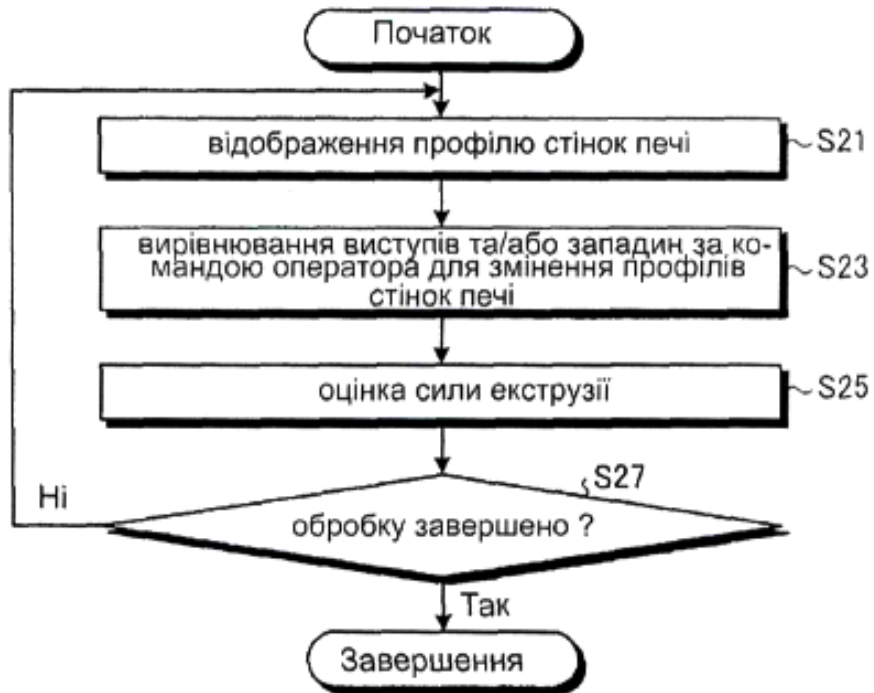 Початок
відображення профілю стінок печі
S21
вирівнювання виступів та/або западин за ко-
мандою оператора для змінення профілів
стінок печі
S23
оцінка сили екструзії
S25
S27
Ні
обробку завершено ?
Так
Завершення